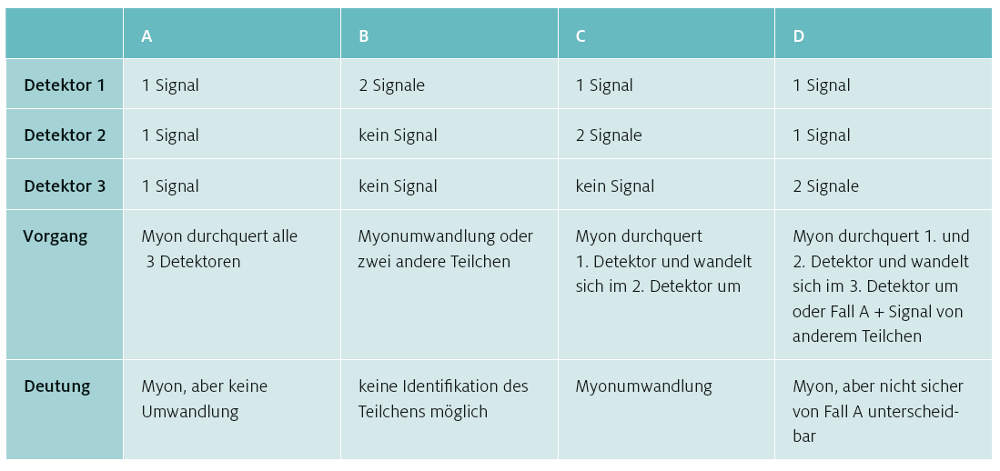 A B C D
Detektor 1 1 Signal 2 Signale 1 Signal 1 Signal
Detektor 2 1 Signal kein Signal 2 Signale 1 Signal
Detektor 3 1 Signal kein Signal kein Signal 2 Signale
Vorgang Myon durchquert alle Myonumwandlung oder Myon durchquert Myon durchquert 1. und
3 Detektoren zwei andere Teilchen 1. Detektor und wandelt 2. Detektor und wandelt
sich im 2. Detektor um sich im 3. Detektor um
oder Fall A + Signal von
anderem Teilchen
Deutung Myon, aber keine keine Identifikation des Myonumwandlung Myon, aber nicht sicher
Umwandlung Teilchens möglich von Fall A unterscheid-
bar